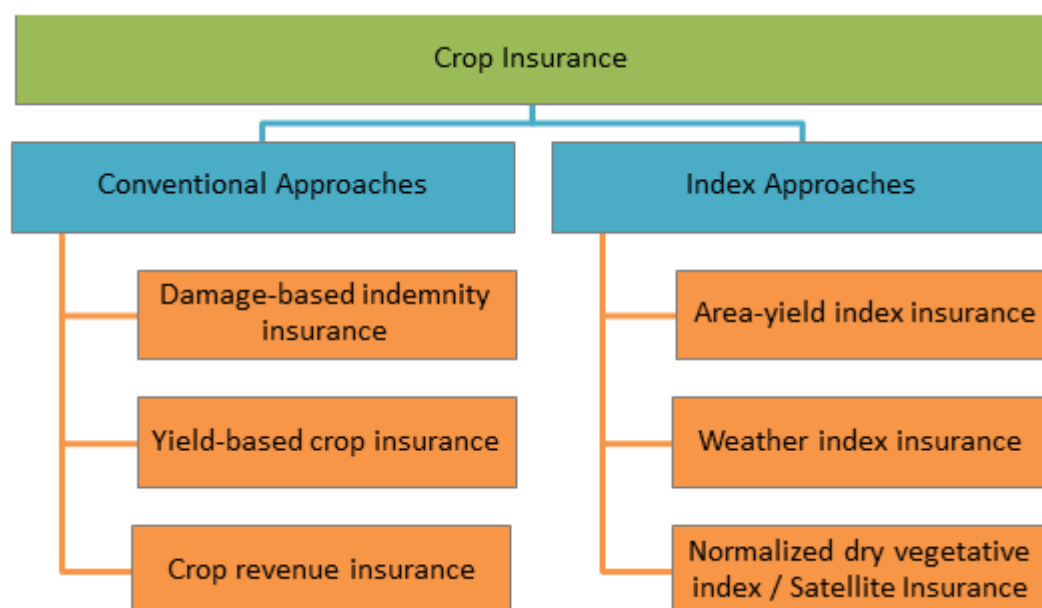 Crop Insurance
Conventional Approaches
Damage-based indemnity
insurance
Yield-based crop insurance
Crop revenue insurance
Index Approaches
Area-yield index insurance
Weather index insurance
Normalized dry vegetative
index / Satellite Insurance